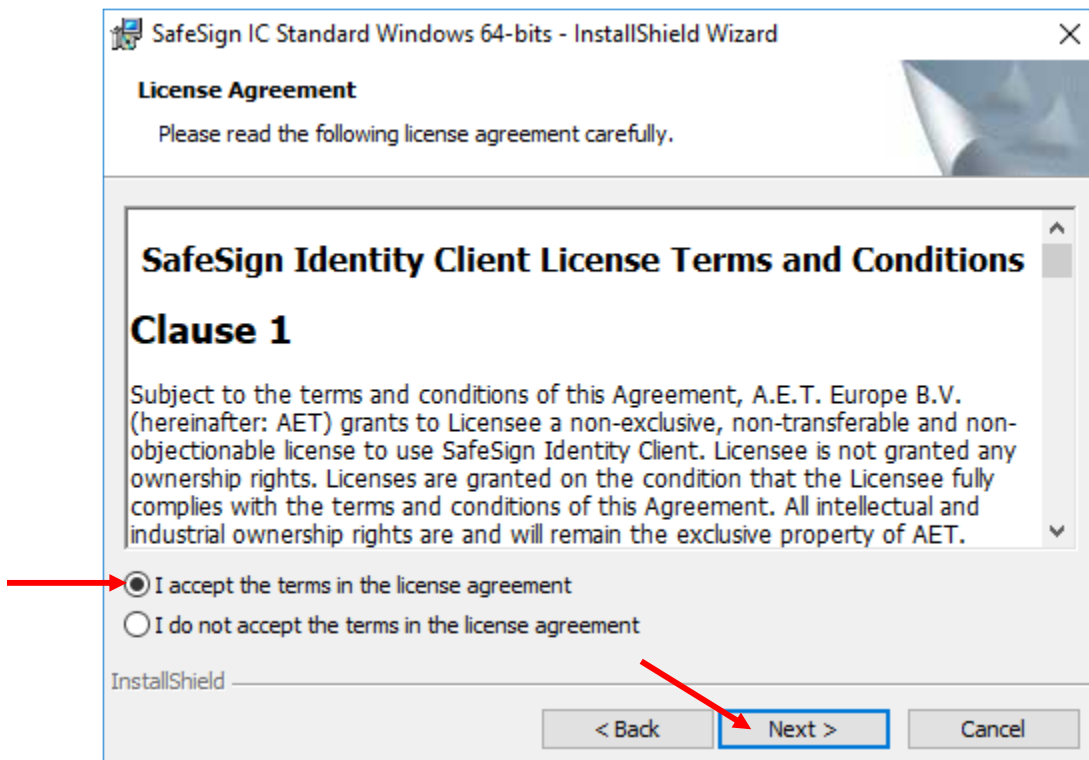 SafeSign IC Standard Windows 64-bits - InstallShield Wizard
License Agreement
Please read the following license agreement carefully.
SafeSign Identity Client License Terms and Conditions
Clause 1
Subject to the terms and conditions of this Agreement, A.E.T. Europe B.V.
(hereinafter: AET) grants to Licensee a non-exclusive, non-transferable and non-
objectionable license to use SafeSign Identity Client. Licensee is not granted any
ownership rights. Licenses are granted on the condition that the Licensee fully
complies with the terms and conditions of this Agreement. All intellectual and
industrial ownership rights are and will remain the exclusive property of AET.
I accept the terms in the license agreement
I do not accept the terms in the license agreement
InstallShield
< Back
Next >
Cancel